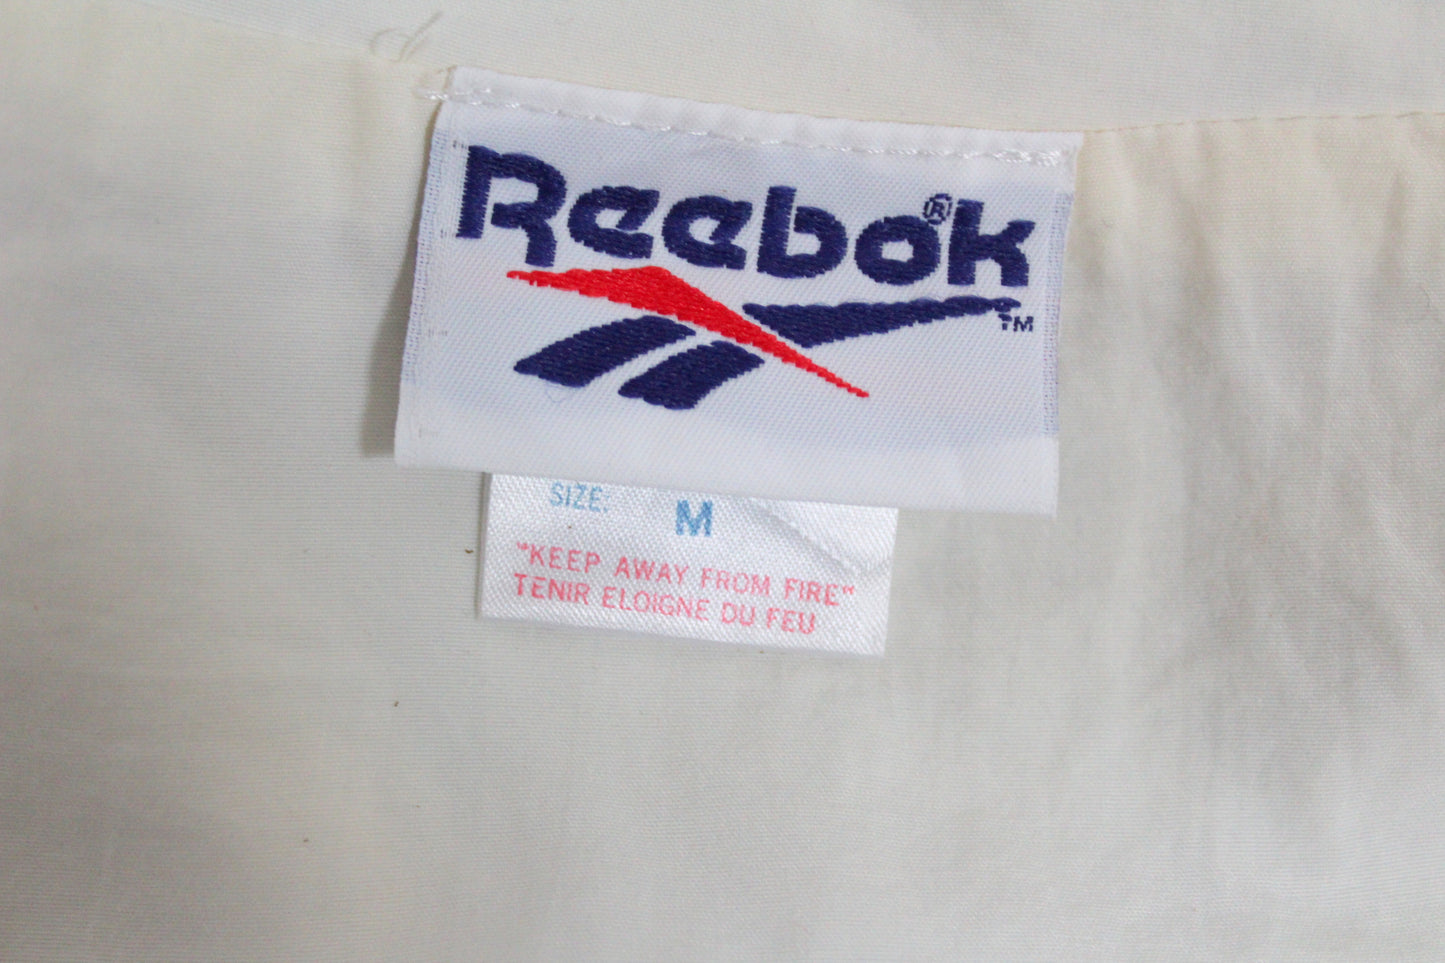 Reebok®
TM
SIZE: M
"KEEP AWAY FROM FIRE"
TENIR ELOIGNE DU FEU